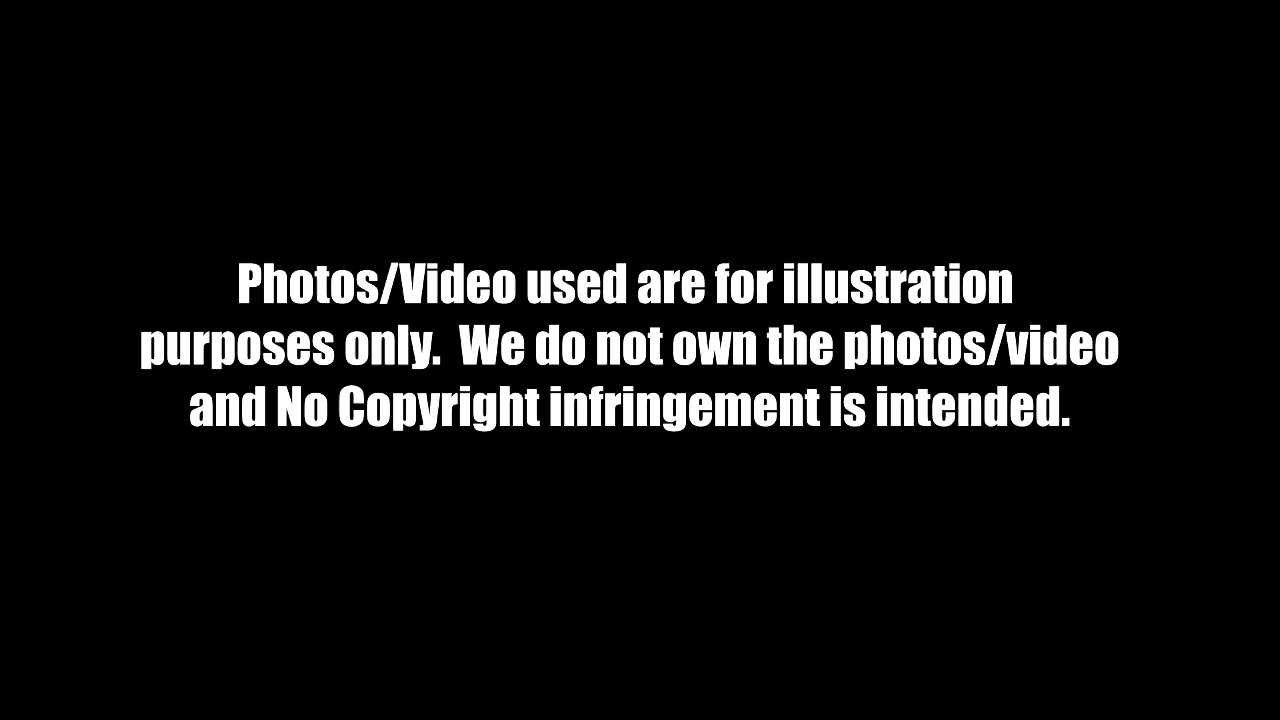 Photos/Video used are for illustration
purposes only.  We do not own the photos/video
and No Copyright infringement is intended.